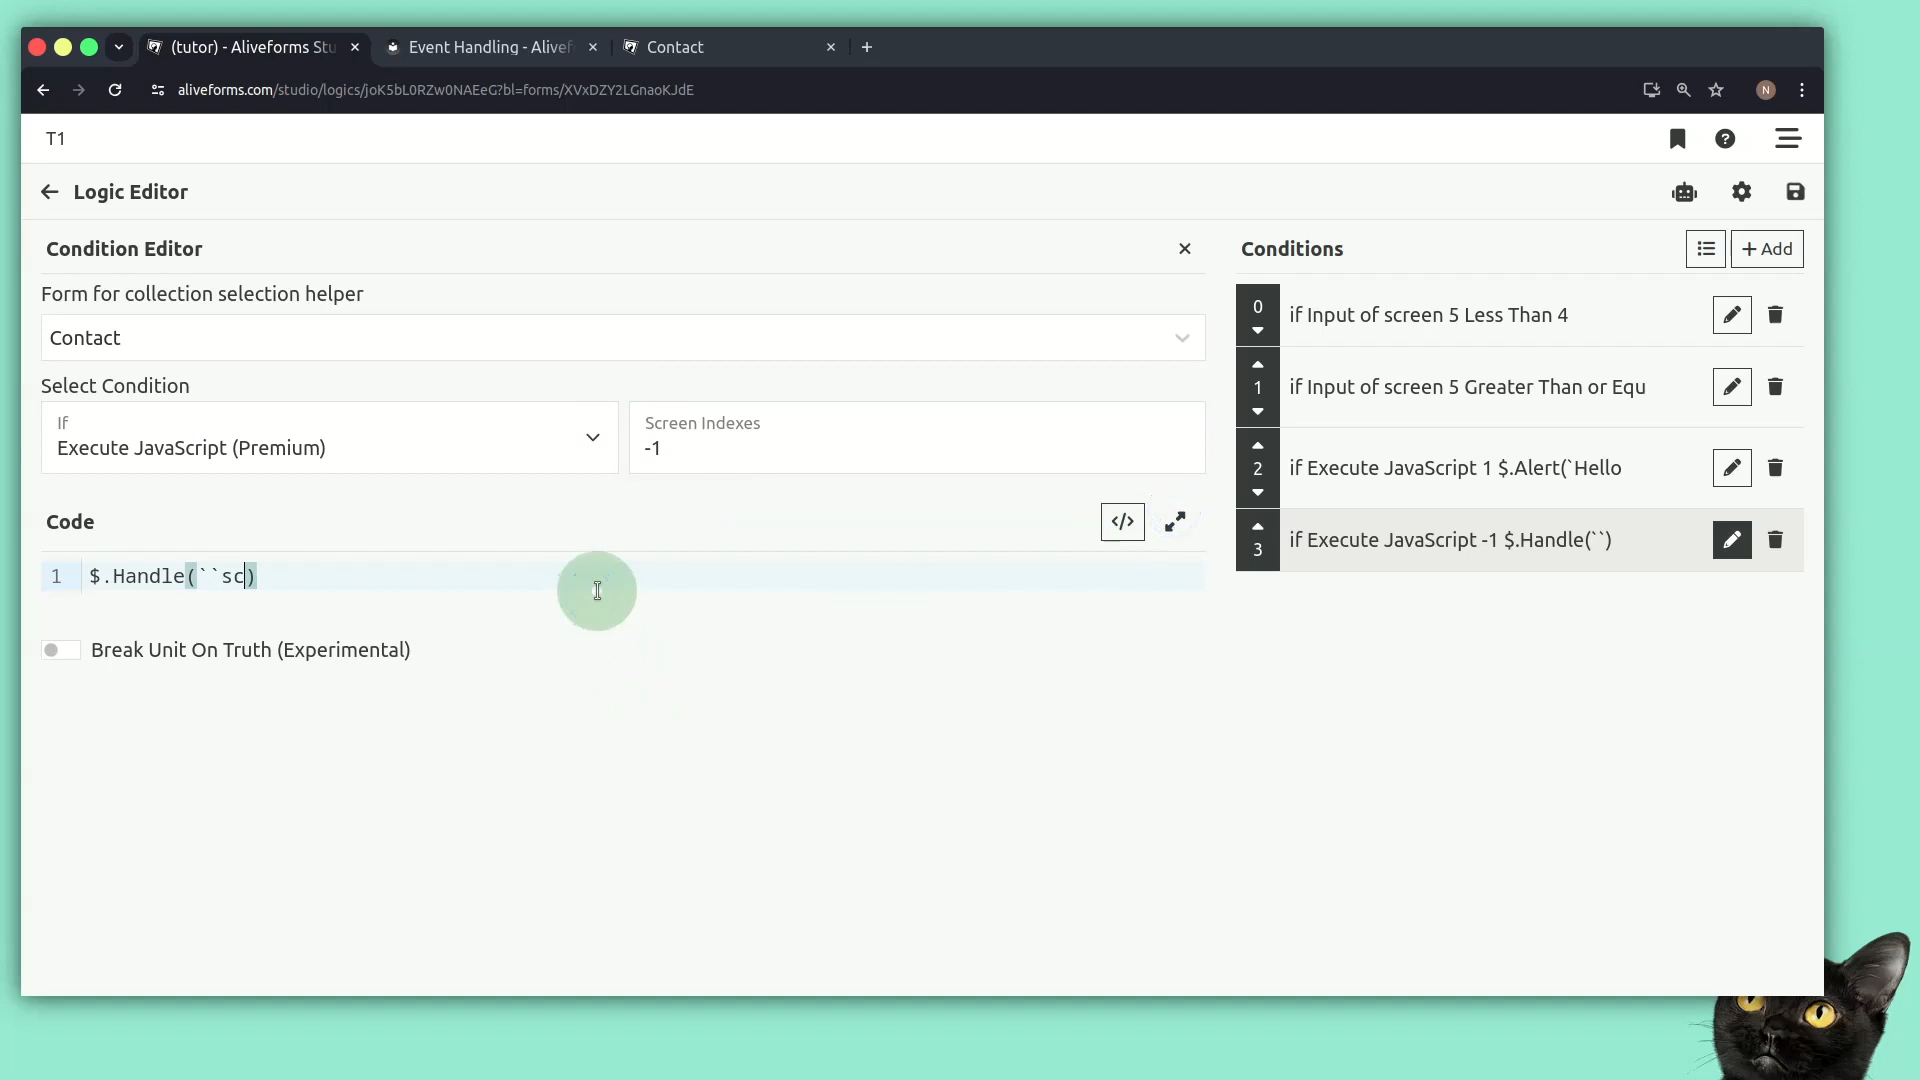 (tutor) - Aliveforms Stu
Event Handling - Alivef
Contact
aliveforms.com/studio/logics/joK5bL0RZw0NAEeG?bl=forms/XVxDZY2LGnaoKJdE
N
T1
Logic Editor
Condition Editor
Form for collection selection helper
Contact
Select Condition
If
Execute JavaScript (Premium)
Screen Indexes
-1
Code
</>
1 $.Handle(``sc)
Break Unit On Truth (Experimental)
Conditions
+ Add
0 if Input of screen 5 Less Than 4
1 if Input of screen 5 Greater Than or Equ
2 if Execute JavaScript 1 $.Alert(`Hello
3 if Execute JavaScript -1 $.Handle(``)